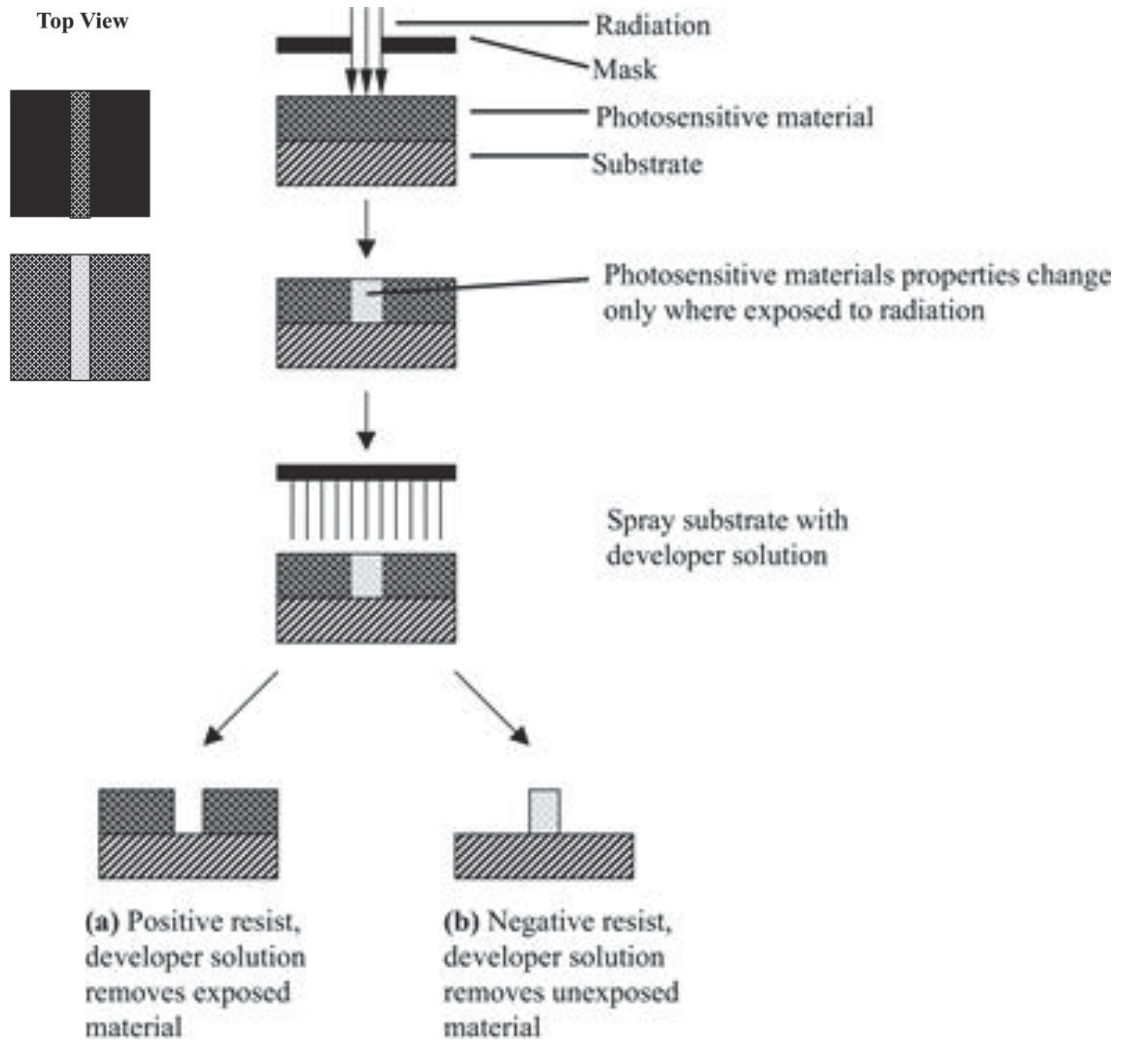 Top View
Radiation
Mask
Photosensitive material
Substrate
Photosensitive materials properties change
only where exposed to radiation
Spray substrate with
developer solution
(a) Positive resist,
developer solution
removes exposed
material
(b) Negative resist,
developer solution
removes unexposed
material